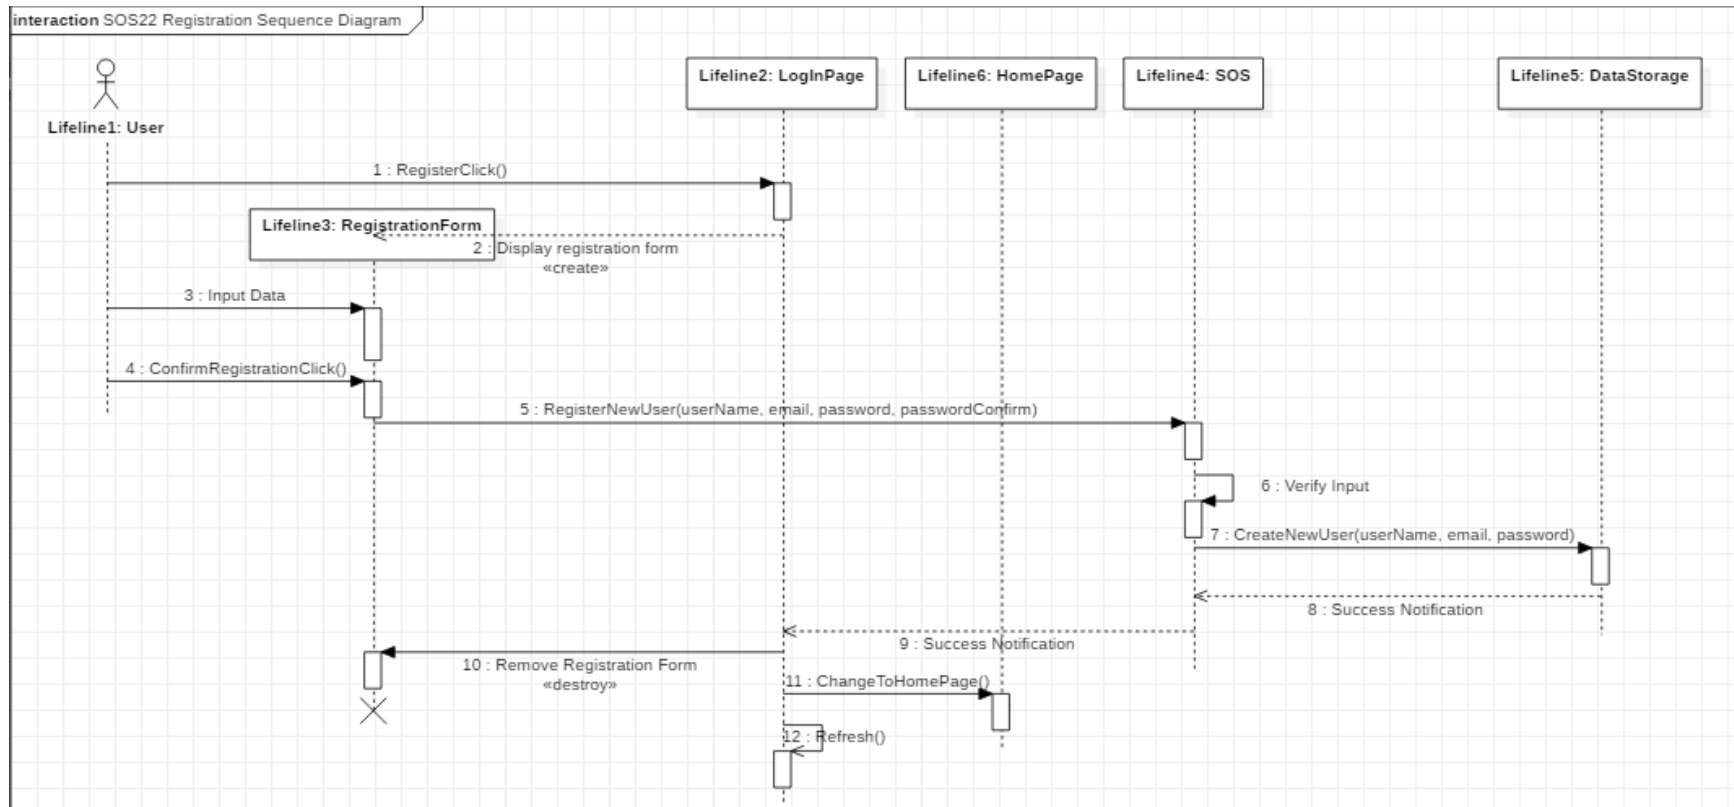 interaction SOS22 Registration Sequence Diagram
Lifeline1: User
Lifeline2: LogInPage
Lifeline6: HomePage
Lifeline4: SOS
Lifeline5: DataStorage
1 : RegisterClick()
Lifeline3: RegistrationForm
2 : Display registration form
«create»
3 : Input Data
4 : ConfirmRegistrationClick()
5 : RegisterNewUser(userName, email, password, passwordConfirm)
6 : Verify Input
7 : CreateNewUser(userName, email, password)
8 : Success Notification
9 : Success Notification
10 : Remove Registration Form
«destroy»
11 : ChangeToHomePage()
12 : Refresh()